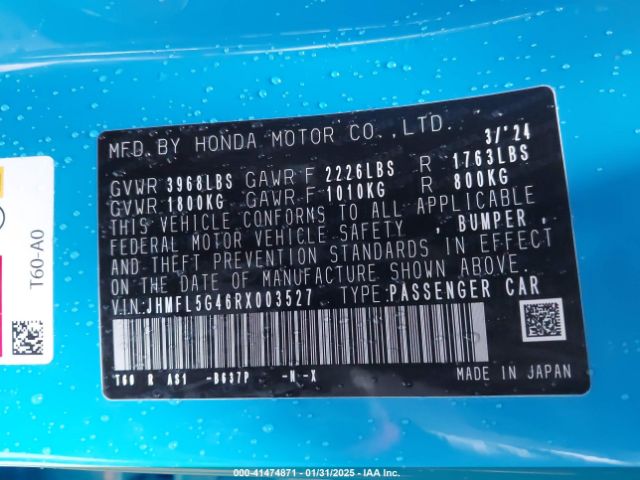 MFD. BY HONDA MOTOR CO., LTD. 3/'24
GVWR 3968LBS GAWR F 2226LBS R 1763LBS
GVWR 1800KG GAWR F 1010KG R 800KG
THIS VEHICLE CONFORMS TO ALL APPLICABLE
FEDERAL MOTOR VEHICLE SAFETY, BUMPER,
AND THEFT PREVENTION STANDARDS IN EFFECT
ON THE DATE OF MANUFACTURE SHOWN ABOVE.
V.I.N.:JHMFL5G46RX003527 TYPE:PASSENGER CAR
T60 R AS1 -B637P -N -X
MADE IN JAPAN
T60-A0
000-41474871 - 01/31/2025 - IAA Inc.